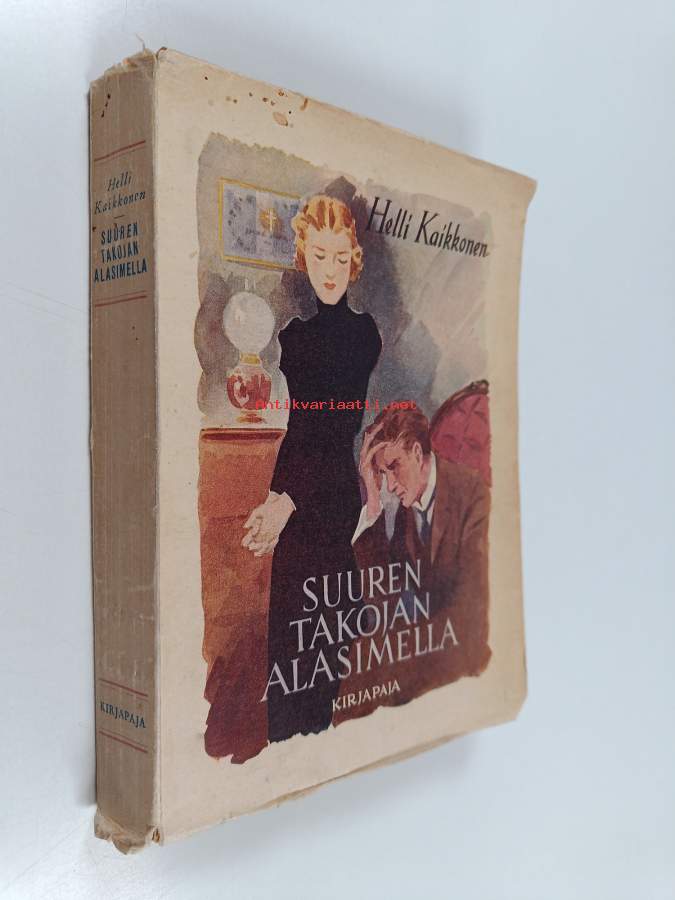 Helli
Kaikkonen
SUUREN
TAKOJAN
ALASIMELLA
KIRJAPAJA
Helli Kaikkonen
SUUREN
TAKOJAN
ALASIMELLA
KIRJAPAJA
Antikvariaatti.net